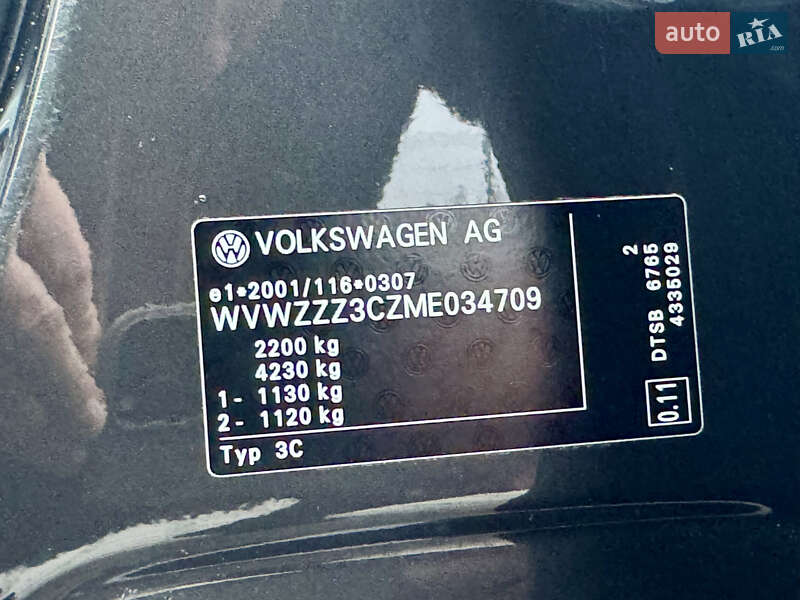 auto RIA
.com
VOLKSWAGEN AG
e1*2001/116*0307
WVWZZZ3CZME034709
2200 kg
4230 kg
1- 1130 kg
2- 1120 kg
Typ 3C
2
DTSB 6765
4335029
0.11